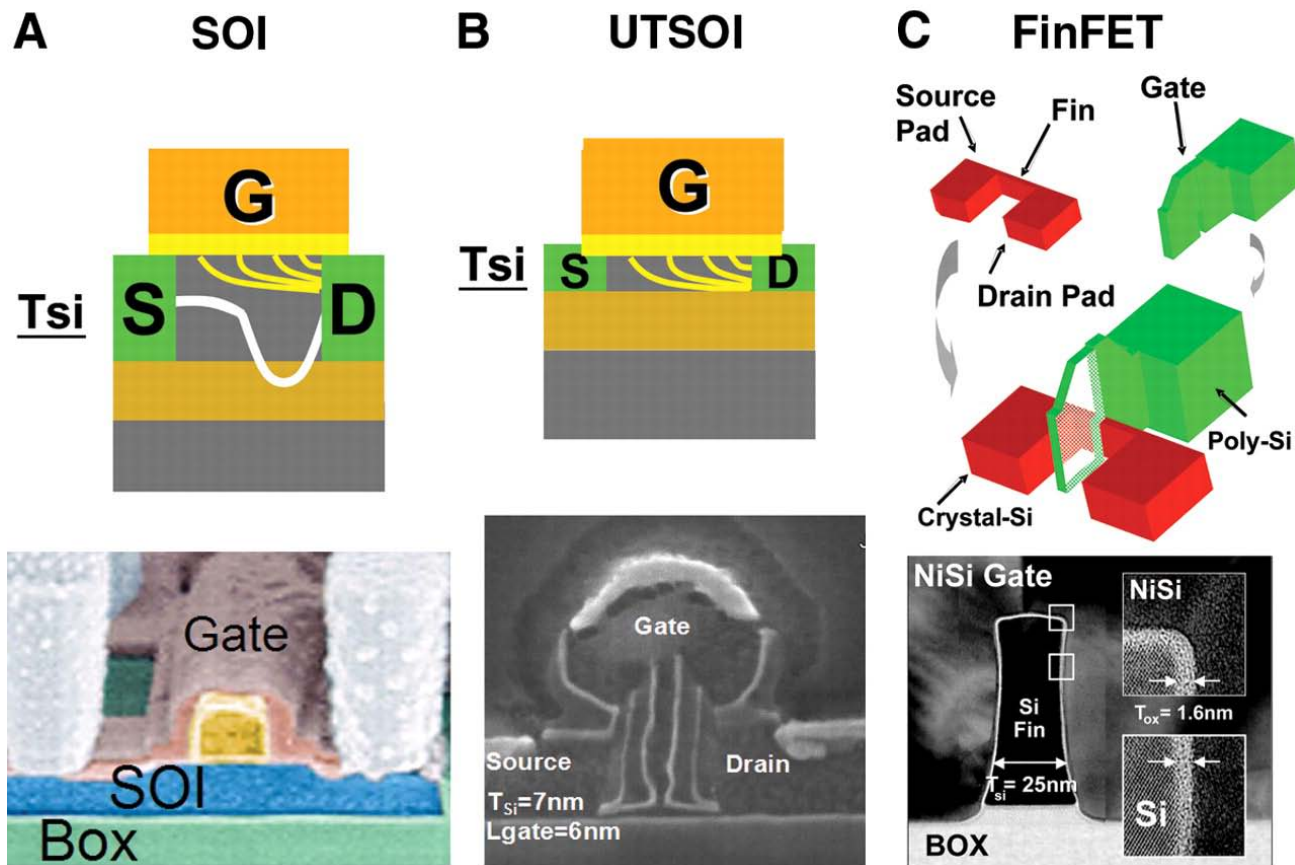 A
SOI
G
Tsi
S
D
Gate
SOI
Box
B
UTSOI
G
Tsi
S
D
Gate
Source
Drain
TSi=7nm
Lgate=6nm
C
FinFET
Source
Pad
Fin
Gate
Drain Pad
Poly-Si
Crystal-Si
NiSi Gate
NiSi
Si
Fin
Tox= 1.6nm
Tsi= 25nm
Si
BOX